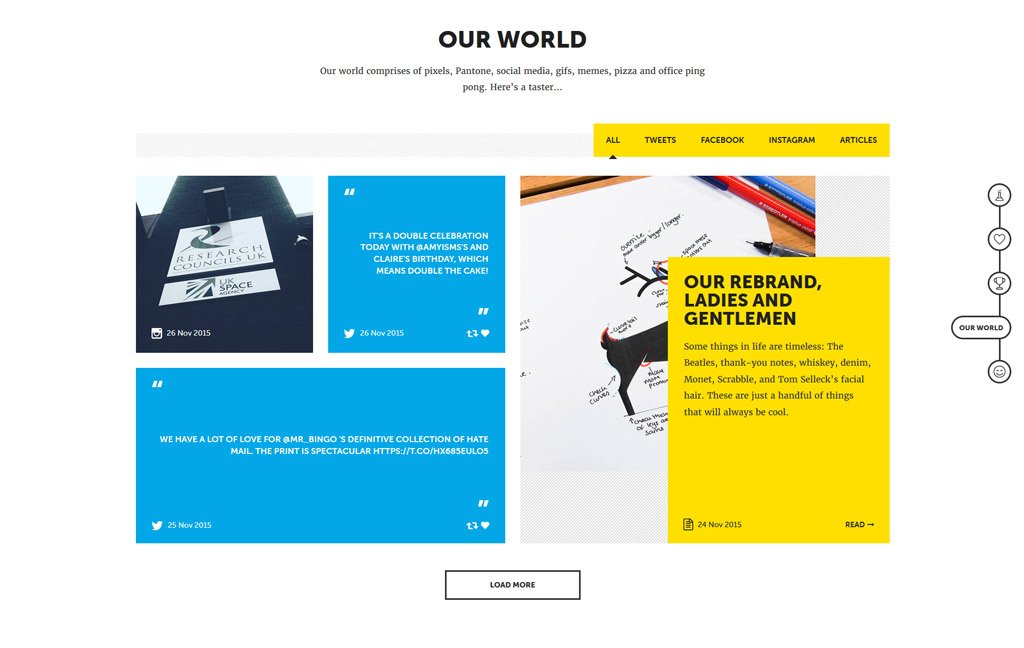 OUR WORLD
Our world comprises of pixels, Pantone, social media, gifs, memes, pizza and office ping
pong. Here's a taster...
ALL TWEETS FACEBOOK INSTAGRAM ARTICLES
RESEARCH
COUNCILS UK
UK
SPACE
AGENCY
26 Nov 2015
"
IT'S A DOUBLE CELEBRATION
TODAY WITH @AMYISMS'S AND
CLAIRE'S BIRTHDAY, WHICH
MEANS DOUBLE THE CAKE!
"
26 Nov 2015
"
WE HAVE A LOT OF LOVE FOR @MR_BINGO 'S DEFINITIVE COLLECTION OF HATE
MAIL. THE PRINT IS SPECTACULAR HTTPS://T.CO/HX685EULO5
"
25 Nov 2015
STAEDTLER
make
more
Check
curves
OUR REBRAND,
LADIES AND
GENTLEMEN
Some things in life are timeless: The
Beatles, thank-you notes, whiskey, denim,
Monet, Scrabble, and Tom Selleck's facial
hair. These are just a handful of things
that will always be cool.
24 Nov 2015
READ →
OUR WORLD
LOAD MORE